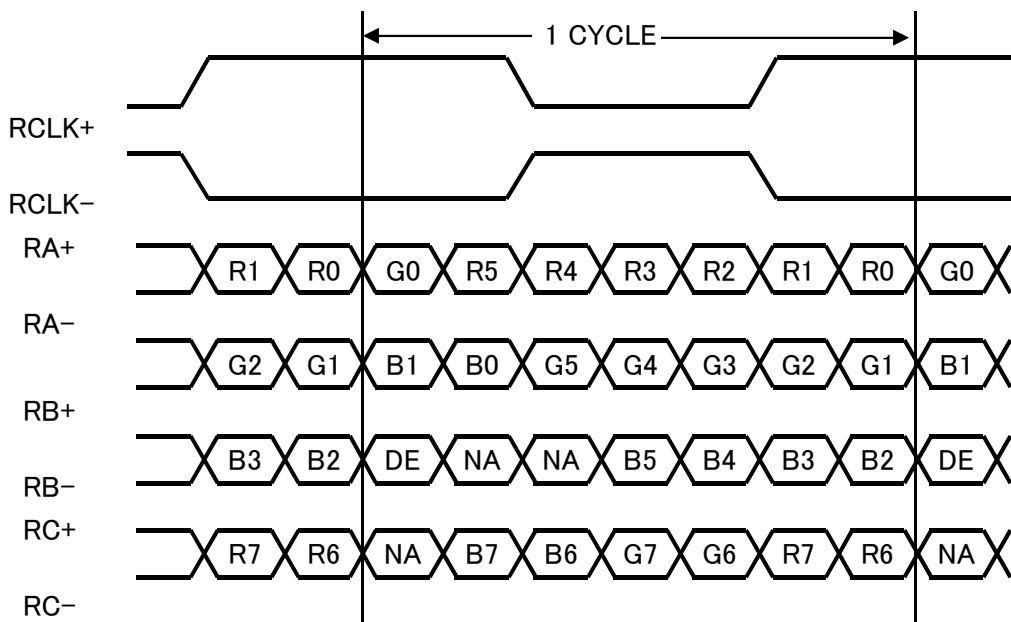 1 CYCLE
RCLK+
RCLK−
RA+
R1 R0 G0 R5 R4 R3 R2 R1 R0 G0
RA−
G2 G1 B1 B0 G5 G4 G3 G2 G1 B1
RB+
B3 B2 DE NA NA B5 B4 B3 B2 DE
RB−
RC+
R7 R6 NA B7 B6 G7 G6 R7 R6 NA
RC−